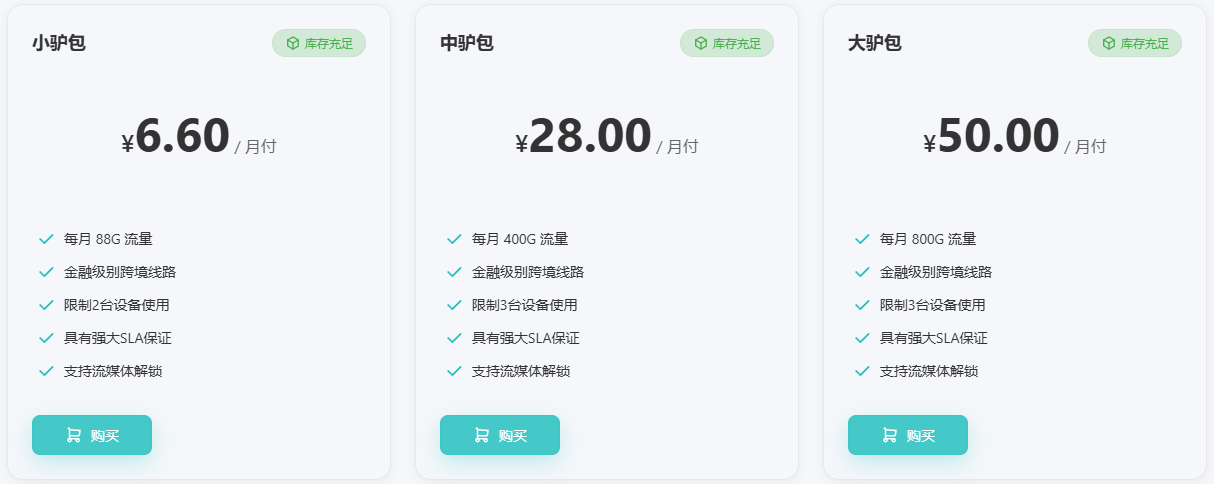 小驴包
库存充足
¥6.60 / 月付
每月 88G 流量
金融级别跨境线路
限制2台设备使用
具有强大SLA保证
支持流媒体解锁
购买
中驴包
库存充足
¥28.00 / 月付
每月 400G 流量
金融级别跨境线路
限制3台设备使用
具有强大SLA保证
支持流媒体解锁
购买
大驴包
库存充足
¥50.00 / 月付
每月 800G 流量
金融级别跨境线路
限制3台设备使用
具有强大SLA保证
支持流媒体解锁
购买